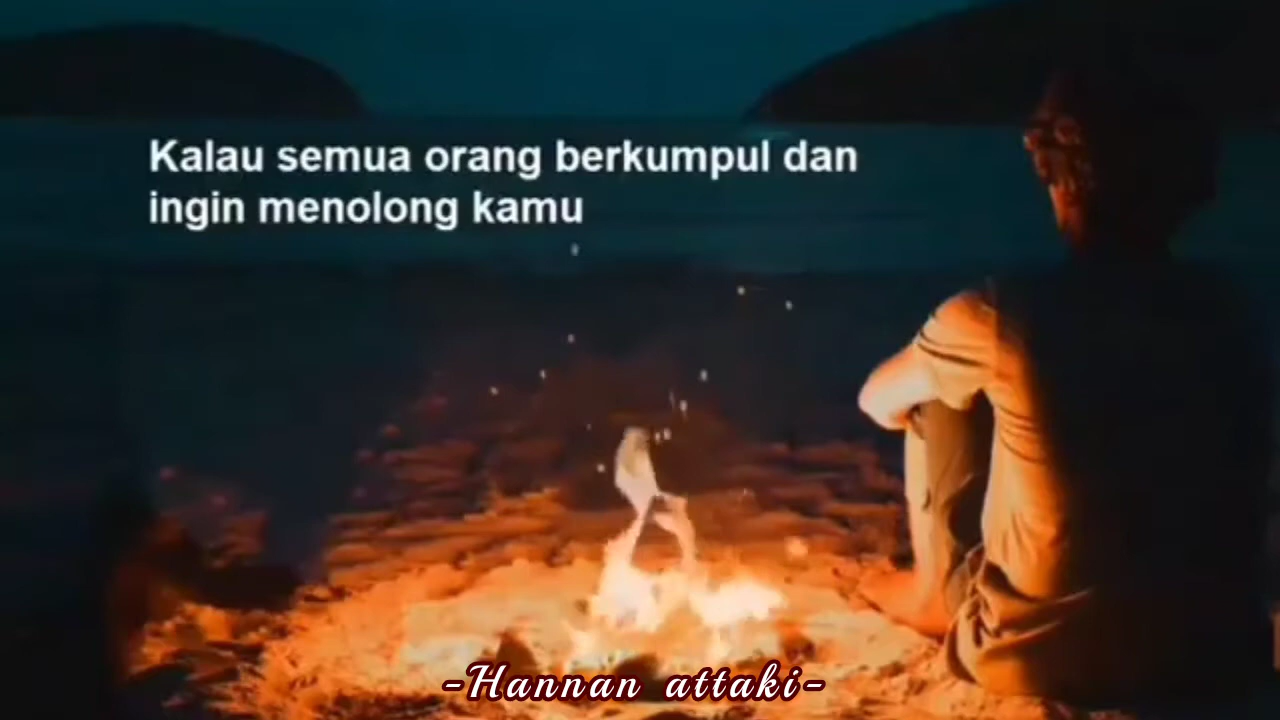 Kalau semua orang berkumpul dan
ingin menolong kamu
-Hannan attaki-